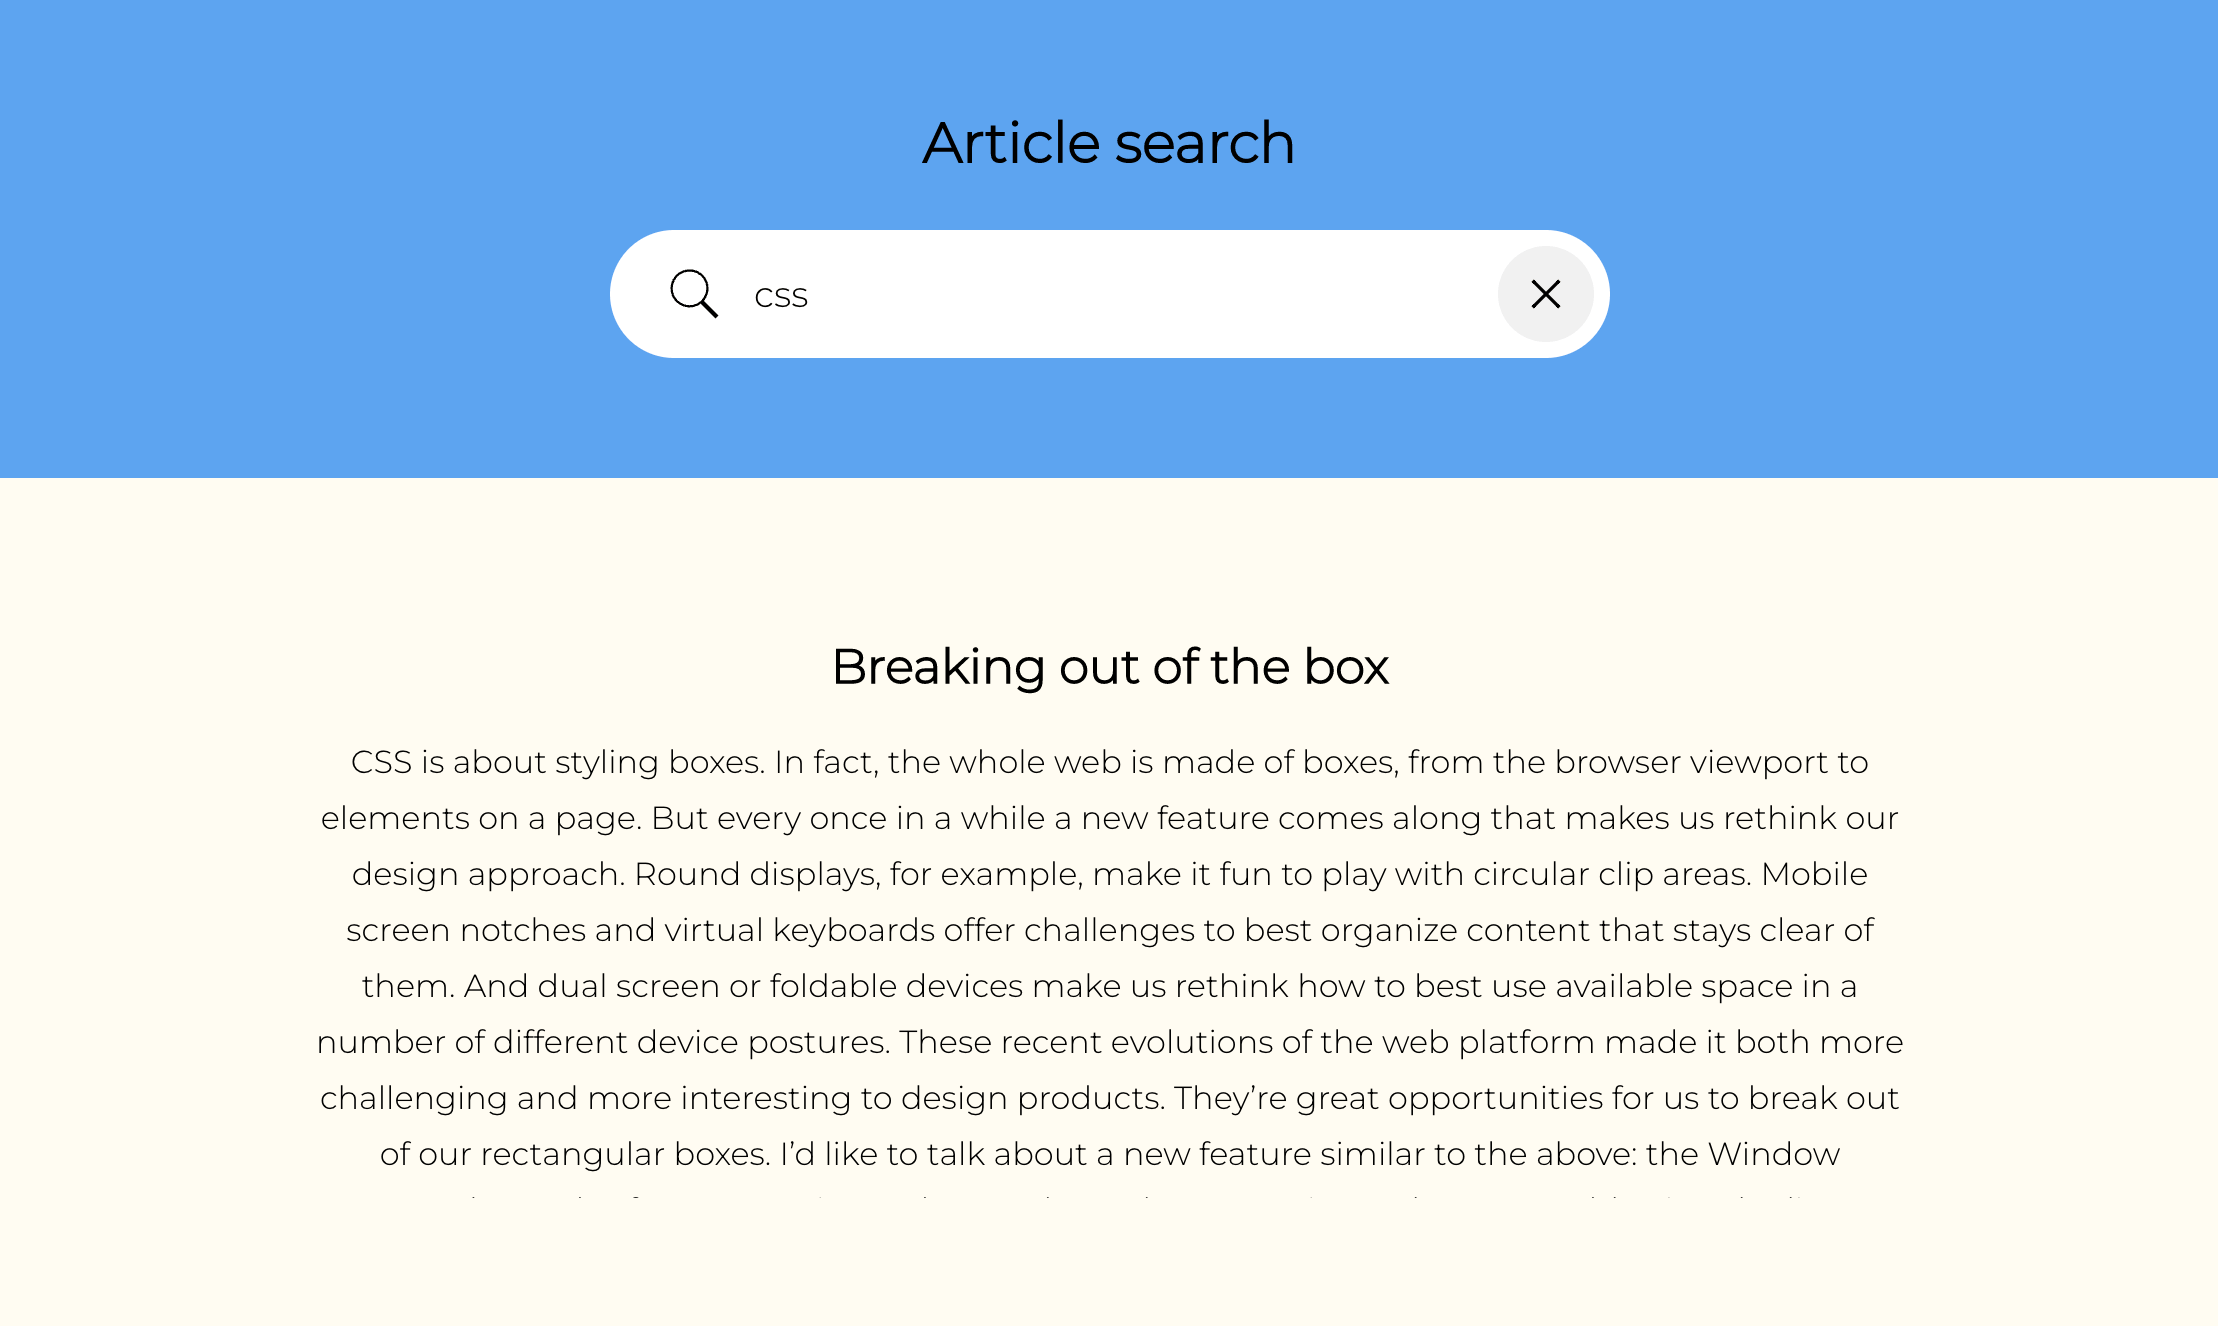 Article search
css
Breaking out of the box
CSS is about styling boxes. In fact, the whole web is made of boxes, from the browser viewport to
elements on a page. But every once in a while a new feature comes along that makes us rethink our
design approach. Round displays, for example, make it fun to play with circular clip areas. Mobile
screen notches and virtual keyboards offer challenges to best organize content that stays clear of
them. And dual screen or foldable devices make us rethink how to best use available space in a
number of different device postures. These recent evolutions of the web platform made it both more
challenging and more interesting to design products. They’re great opportunities for us to break out
of our rectangular boxes. I’d like to talk about a new feature similar to the above: the Window